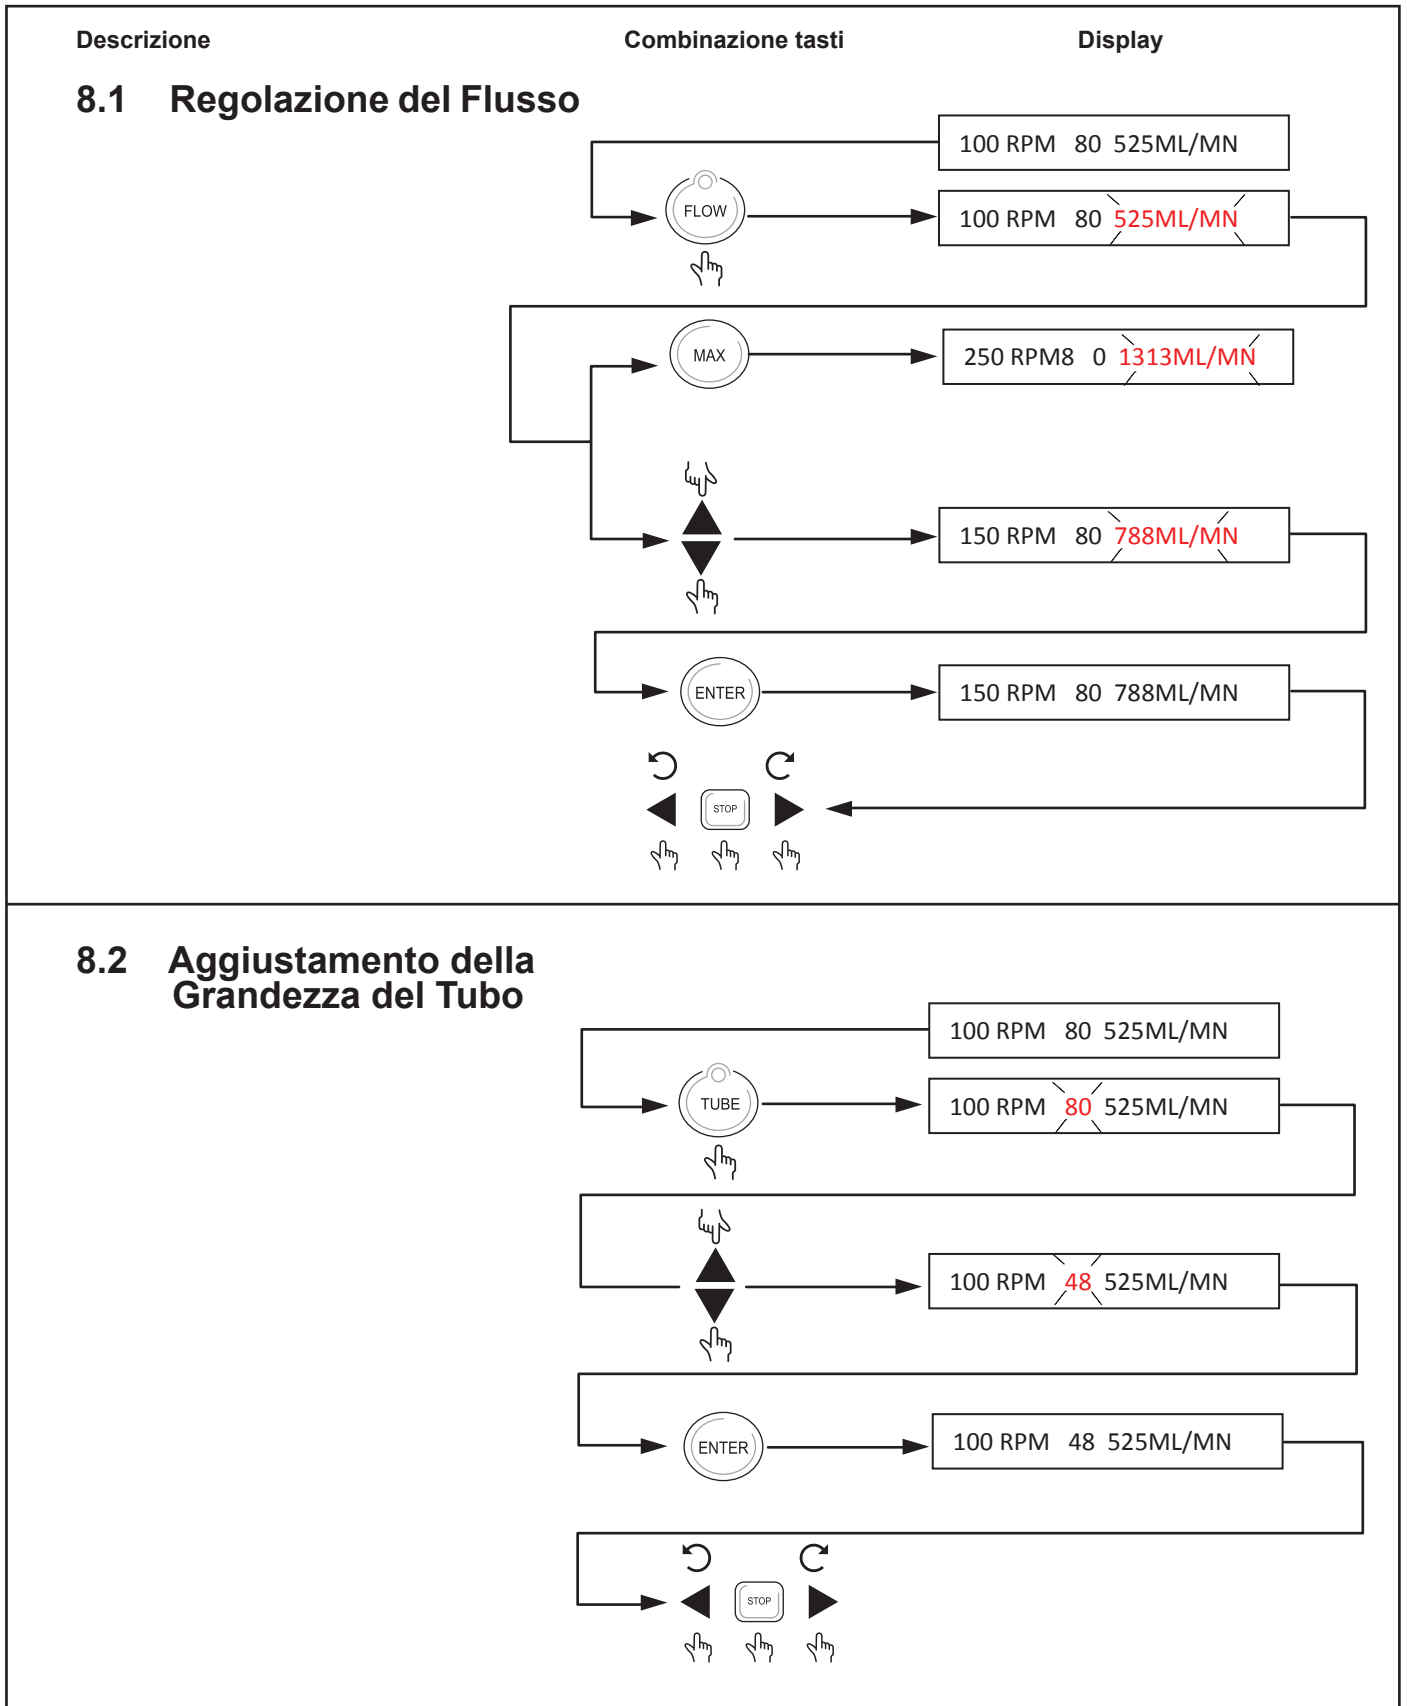 Descrizione Combinazione tasti Display
8.1 Regolazione del Flusso
100 RPM 80 525ML/MN
FLOW
100 RPM 80 525ML/MN
MAX
250 RPM8 0 1313ML/MN
150 RPM 80 788ML/MN
ENTER
150 RPM 80 788ML/MN
STOP
8.2 Aggiustamento della
Grandezza del Tubo
100 RPM 80 525ML/MN
TUBE
100 RPM 80 525ML/MN
100 RPM 48 525ML/MN
ENTER
100 RPM 48 525ML/MN
STOP